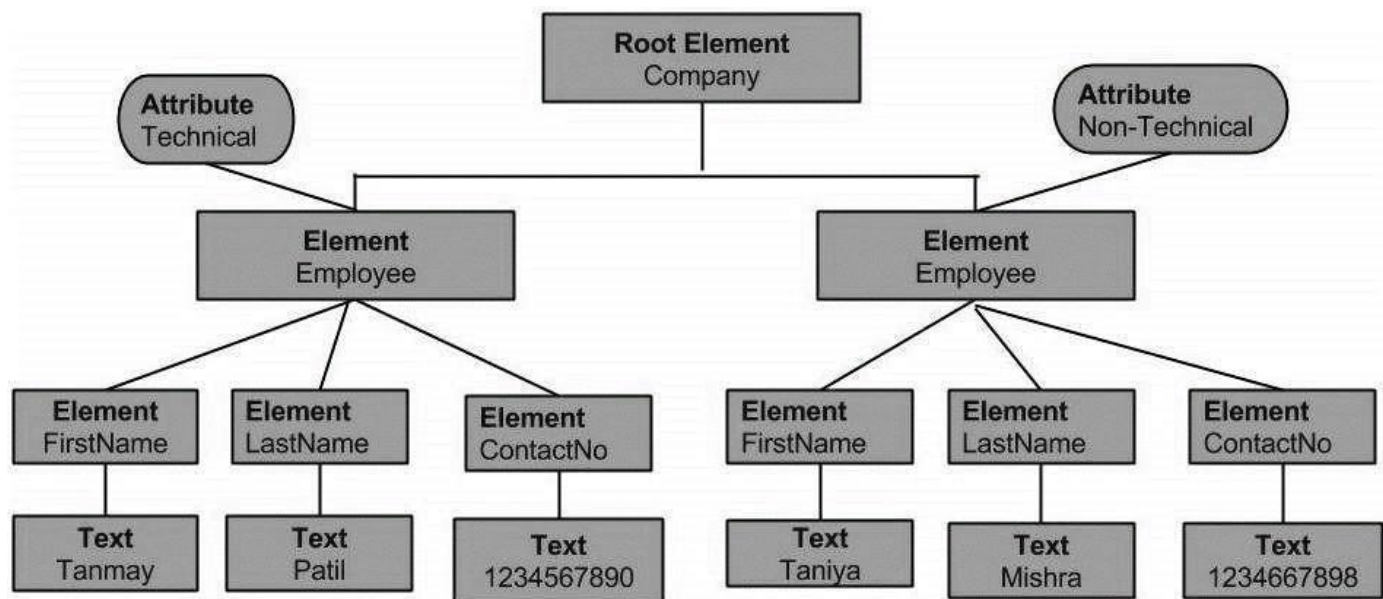 Root Element
Company
Attribute
Technical
Attribute
Non-Technical
Element
Employee
Element
Employee
Element
FirstName
Element
LastName
Element
ContactNo
Element
FirstName
Element
LastName
Element
ContactNo
Text
Tanmay
Text
Patil
Text
1234567890
Text
Taniya
Text
Mishra
Text
1234667898